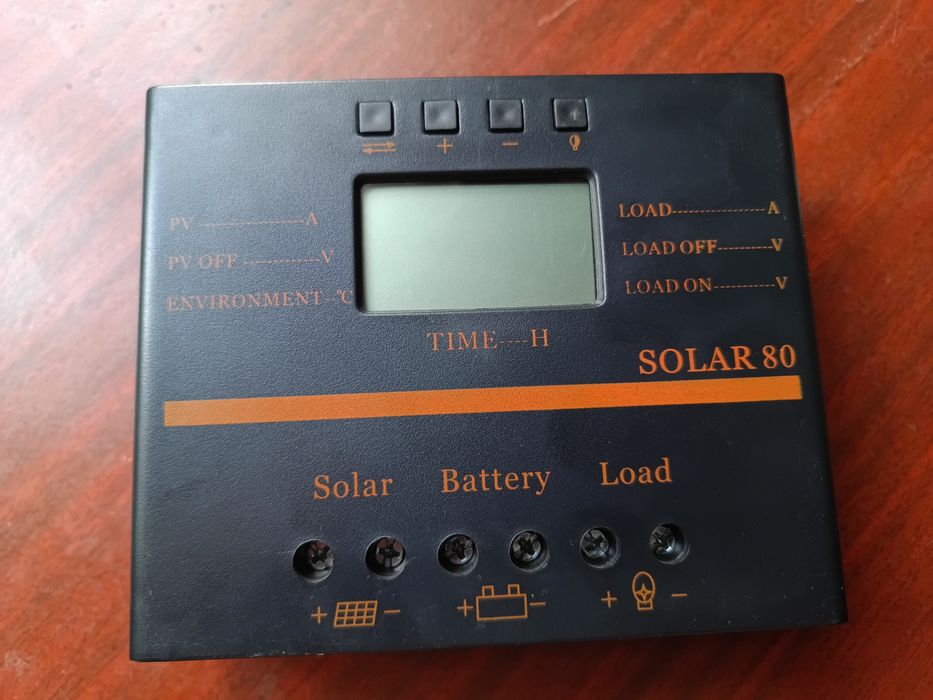 + −
PV ------------------A
PV OFF ------------V
ENVIRONMENT--℃
LOAD-----------------A
LOAD OFF----------V
LOAD ON-----------V
TIME----H
SOLAR 80
Solar Battery Load
+ − + − + −